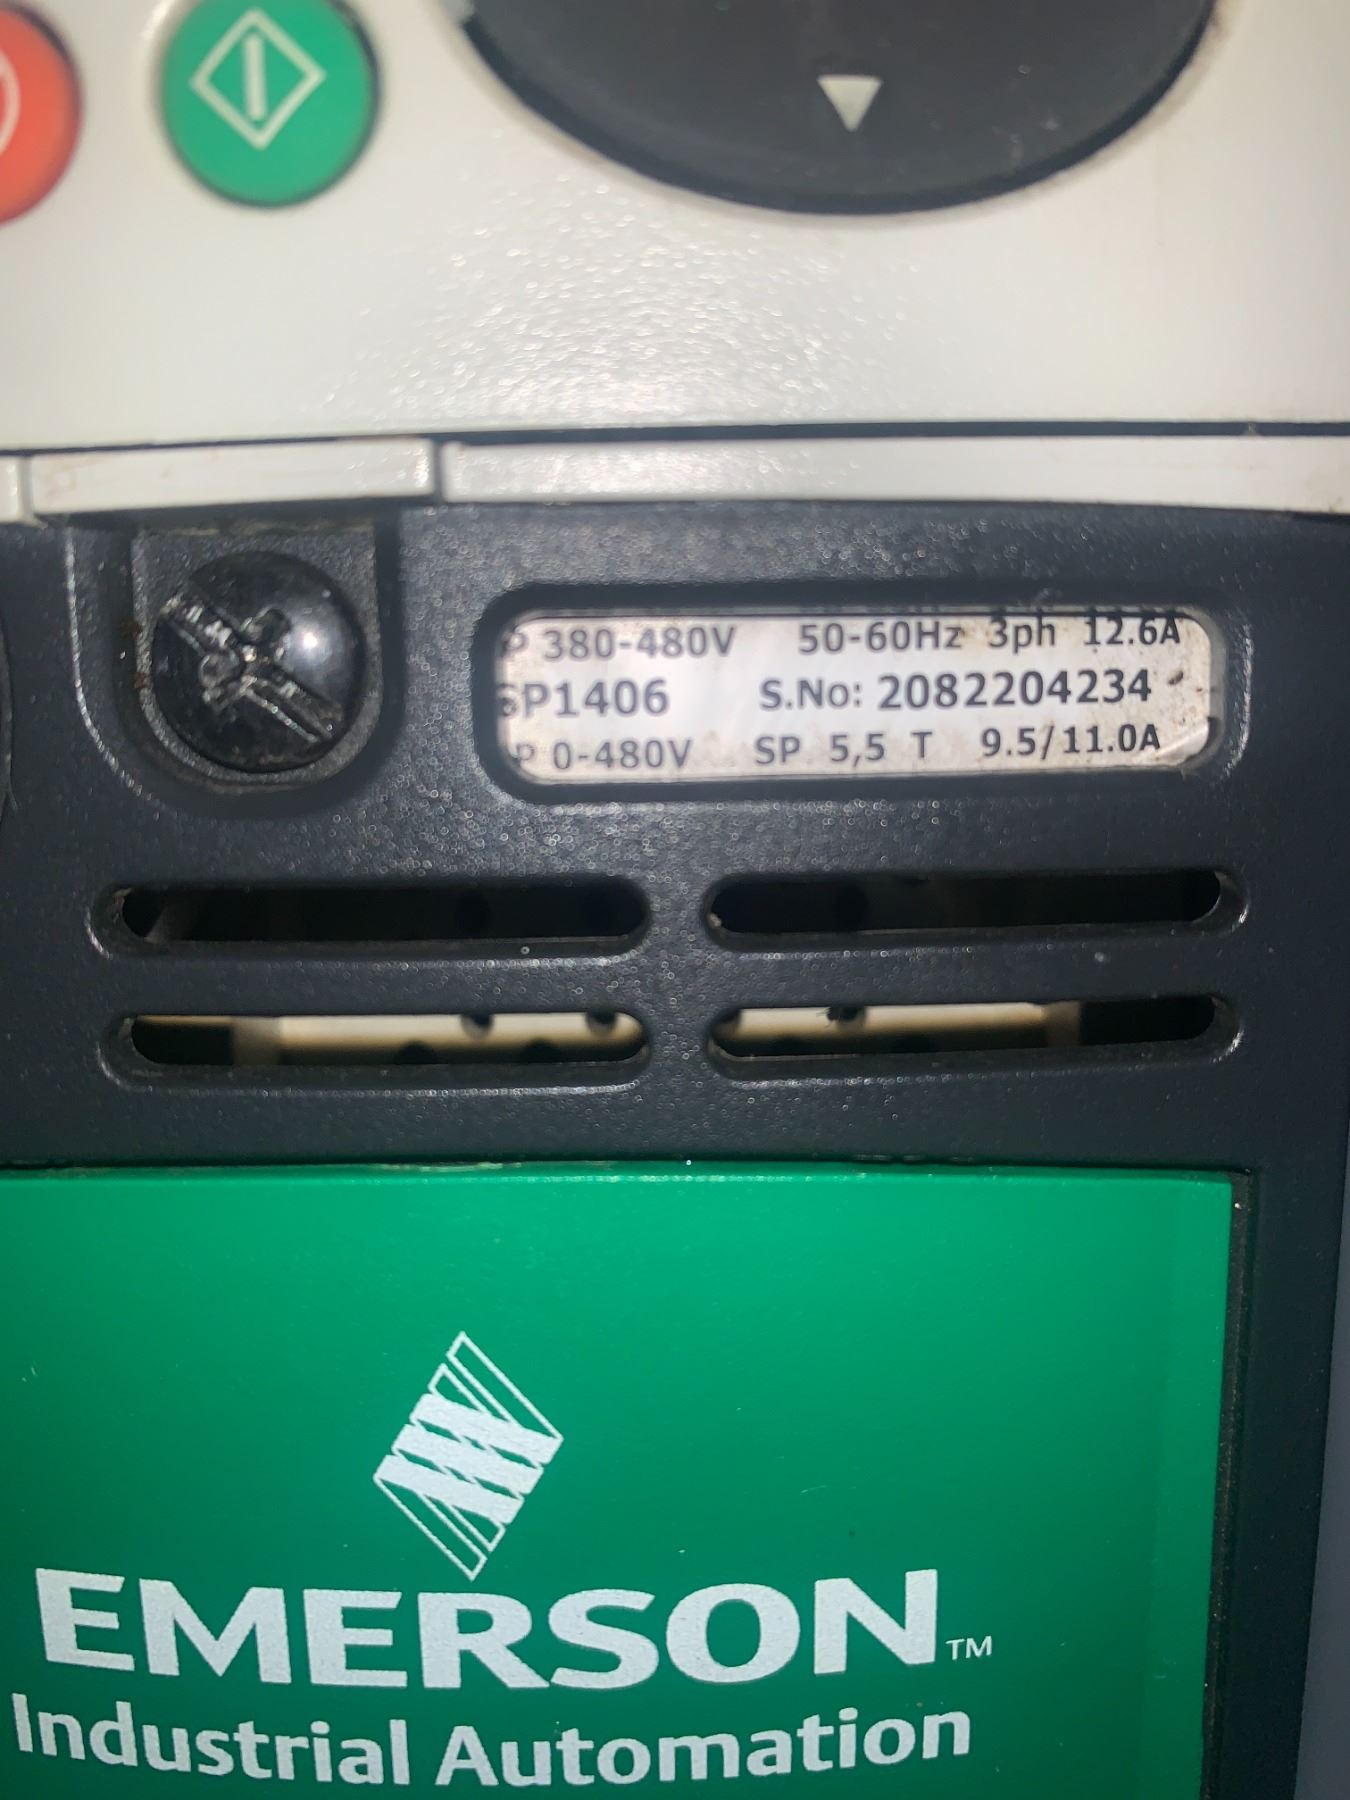 P 380-480V 50-60Hz 3ph 12.6A
SP1406 S.No: 2082204234
P 0-480V SP 5,5 T 9.5/11.0A
EMERSON™
Industrial Automation